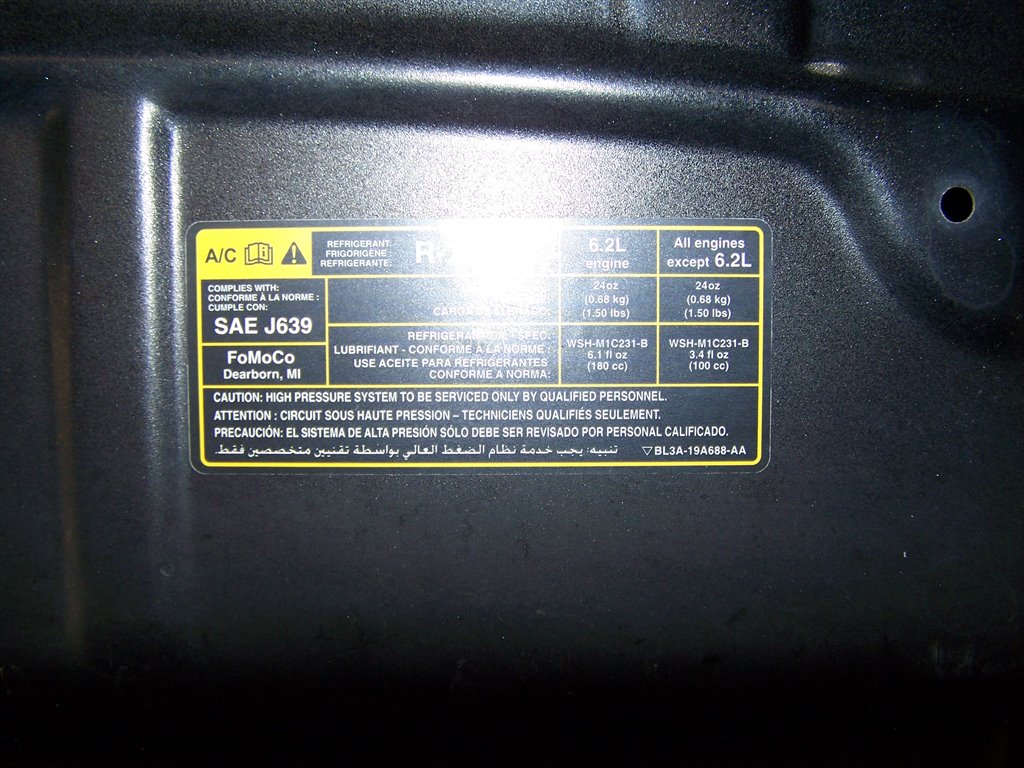 A/C
REFRIGERANT:
FRIGORIGÈNE :
REFRIGERANTE:
6.2L
engine
All engines
except 6.2L
COMPLIES WITH:
CONFORME À LA NORME :
CUMPLE CON:
SAE J639
24oz
(0.68 kg)
(1.50 lbs)
24oz
(0.68 kg)
(1.50 lbs)
FoMoCo
Dearborn, MI
LUBRIFIANT - CONFORME À LA NORME :
USE ACEITE PARA REFRIGERANTES
CONFORME A NORMA:
WSH-M1C231-B
6.1 fl oz
(180 cc)
WSH-M1C231-B
3.4 fl oz
(100 cc)
CAUTION: HIGH PRESSURE SYSTEM TO BE SERVICED ONLY BY QUALIFIED PERSONNEL.
ATTENTION : CIRCUIT SOUS HAUTE PRESSION – TECHNICIENS QUALIFIÉS SEULEMENT.
PRECAUCIÓN: EL SISTEMA DE ALTA PRESIÓN SÓLO DEBE SER REVISADO POR PERSONAL CALIFICADO.
تنبيه: يجب خدمة نظام الضغط العالي بواسطة تقنيين متخصصين فقط.
▽BL3A-19A688-AA